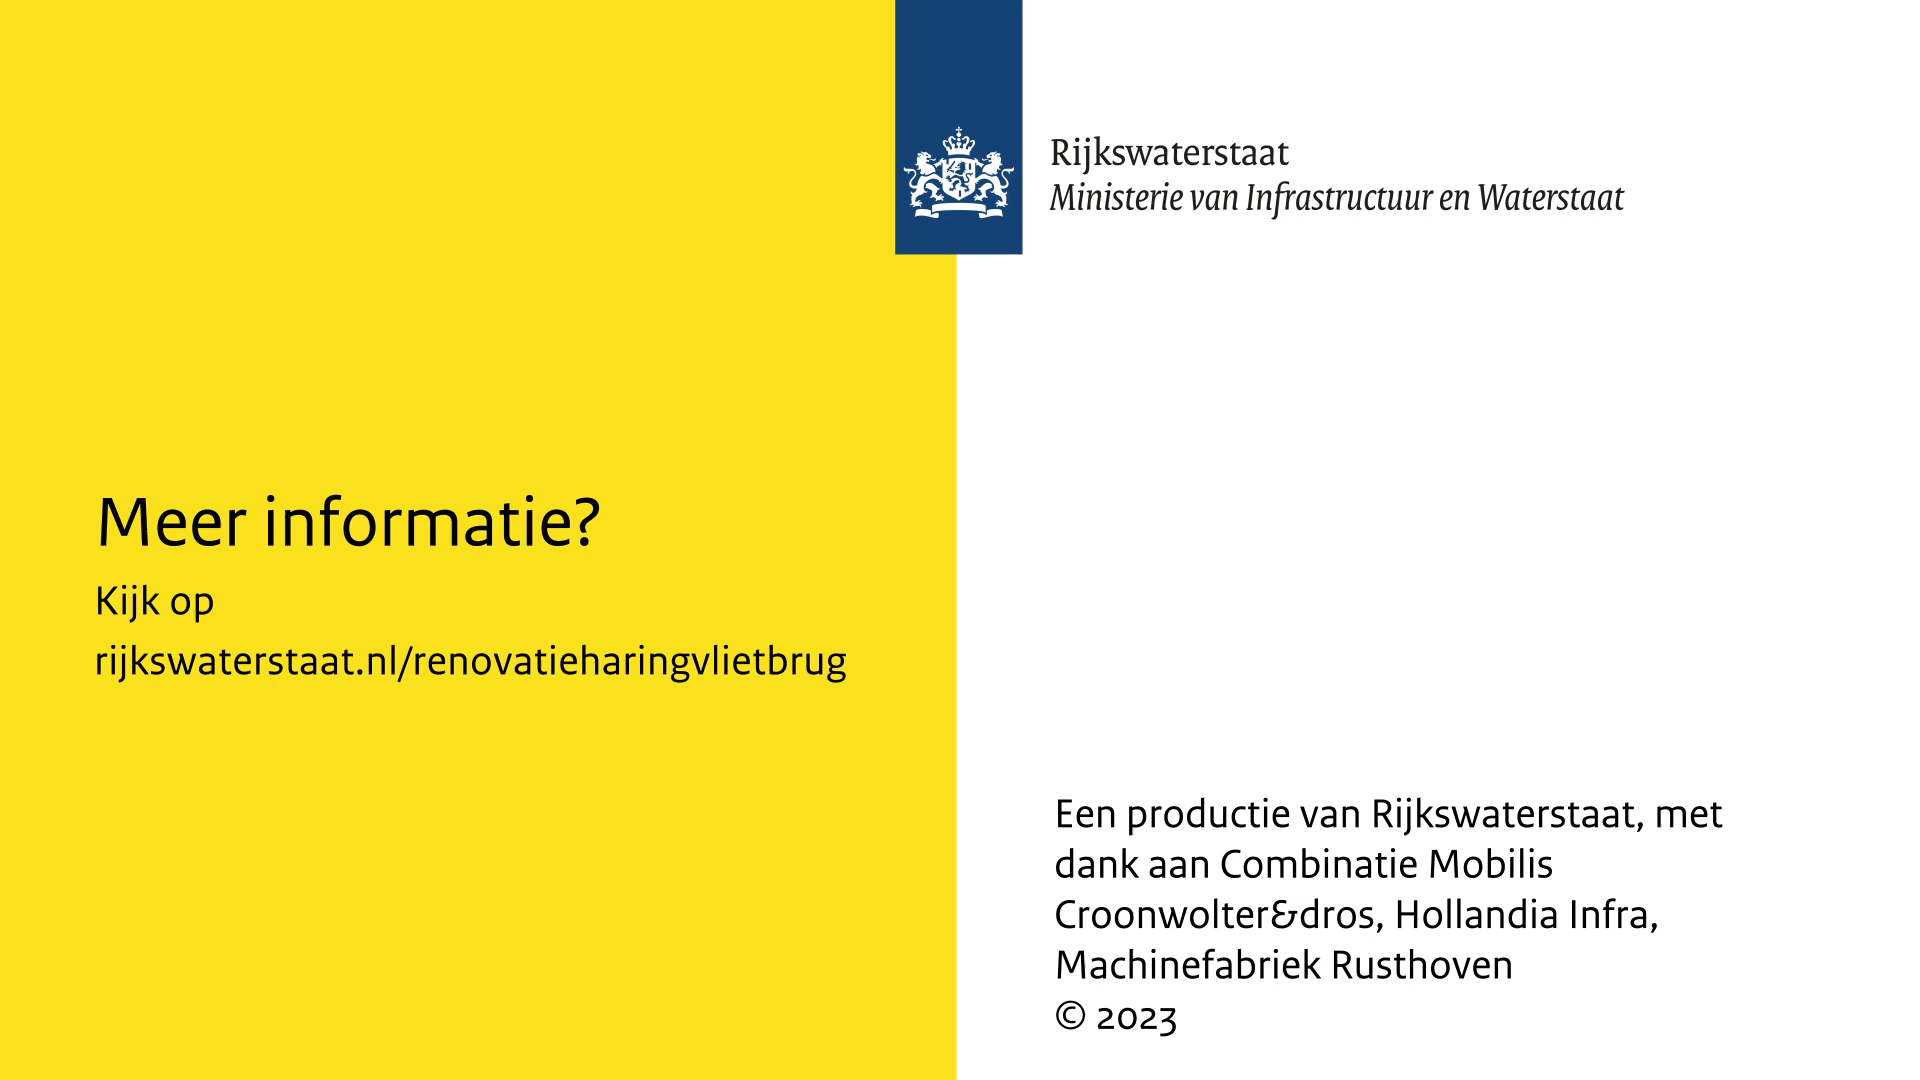 Rijkswaterstaat
Ministerie van Infrastructuur en Waterstaat
Meer informatie?
Kijk op
rijkswaterstaat.nl/renovatieharingvlietbrug
Een productie van Rijkswaterstaat, met
dank aan Combinatie Mobilis
Croonwolter&dros, Hollandia Infra,
Machinefabriek Rusthoven
© 2023